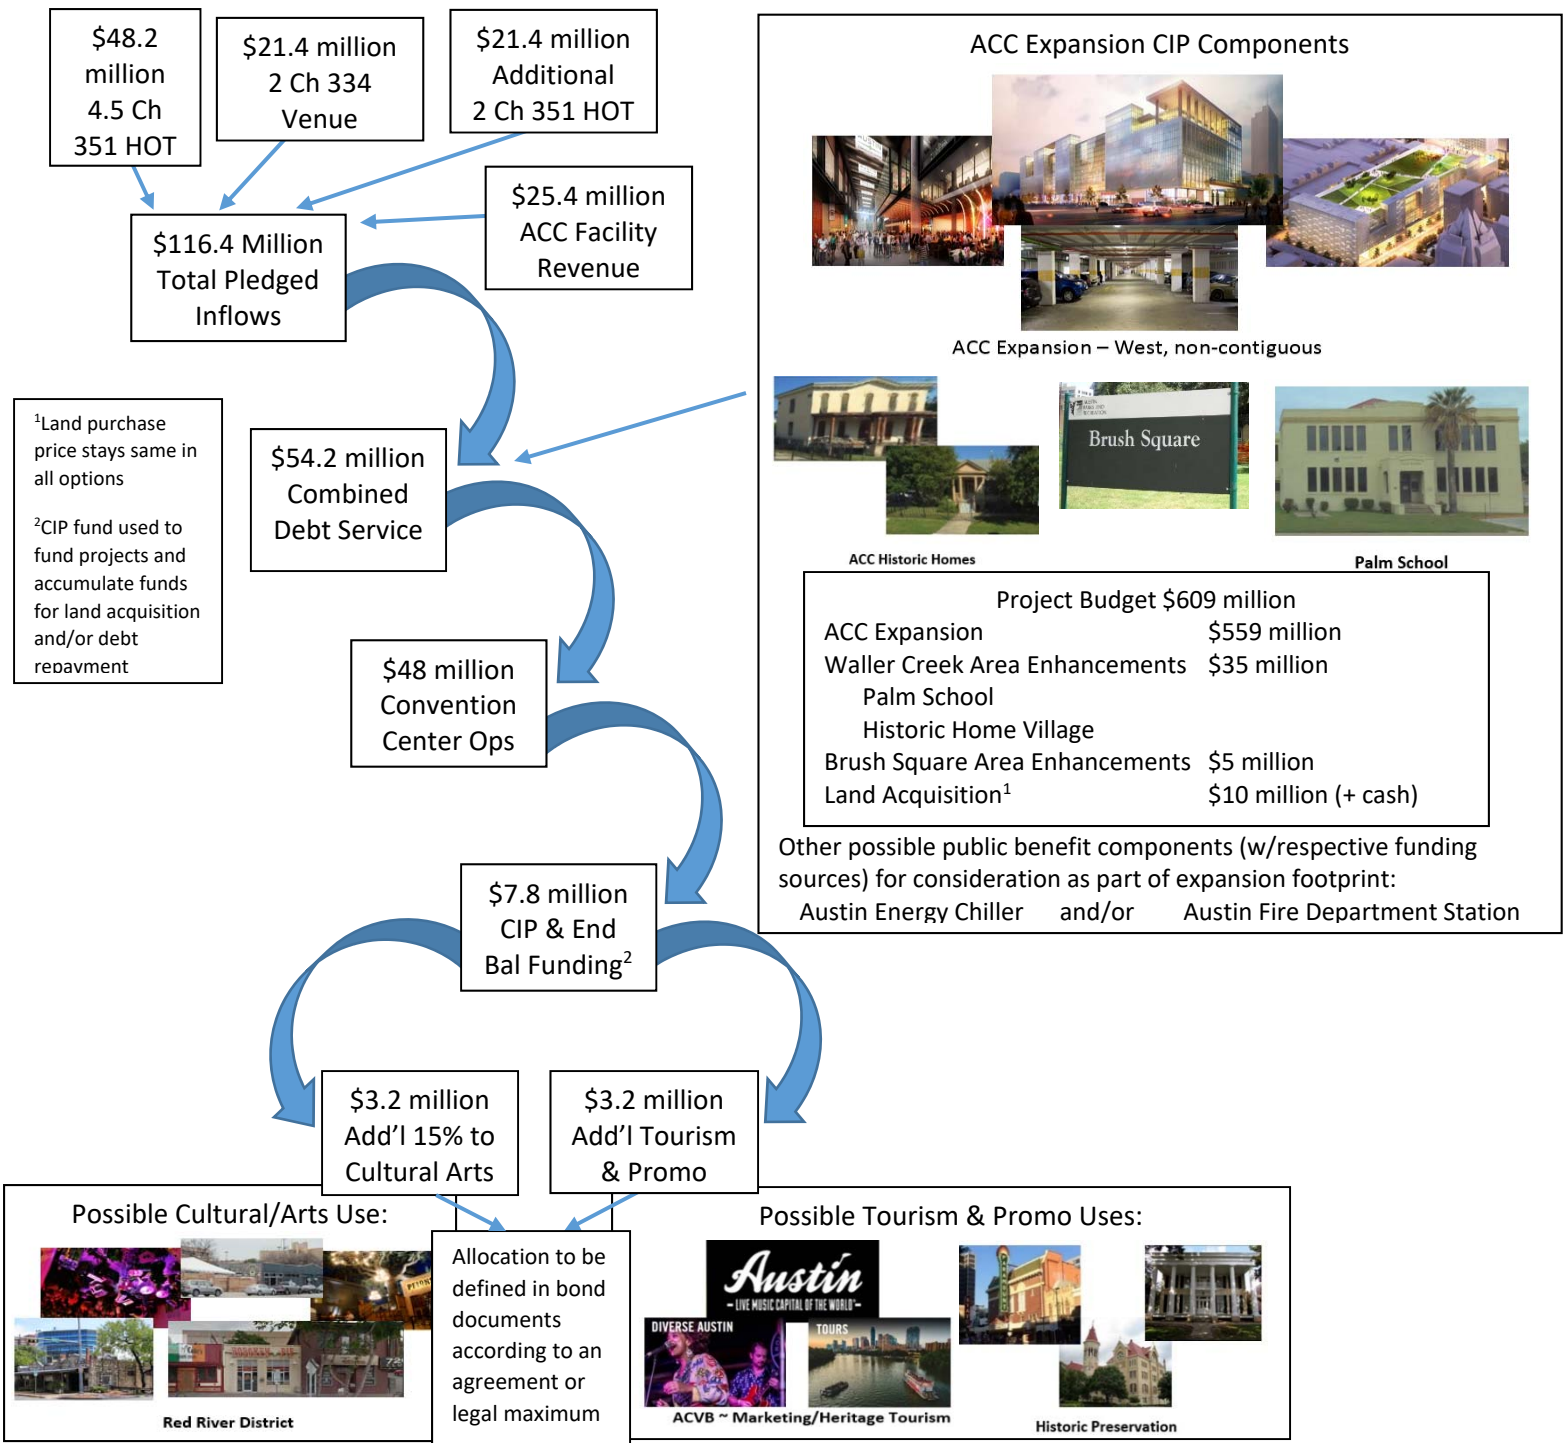 $48.2
million
4.5 Ch
351 HOT
$21.4 million
2 Ch 334
Venue
$21.4 million
Additional
2 Ch 351 HOT
$25.4 million
ACC Facility
Revenue
$116.4 Million
Total Pledged
Inflows
1Land purchase
price stays same in
all options
2CIP fund used to
fund projects and
accumulate funds
for land acquisition
and/or debt
repayment
$54.2 million
Combined
Debt Service
$48 million
Convention
Center Ops
$7.8 million
CIP & End
Bal Funding2
$3.2 million
Add’l 15% to
Cultural Arts
$3.2 million
Add’l Tourism
& Promo
ACC Expansion CIP Components
ACC Expansion – West, non-contiguous
Brush Square
ACC Historic Homes
Palm School
Project Budget $609 million
ACC Expansion $559 million
Waller Creek Area Enhancements $35 million
Palm School
Historic Home Village
Brush Square Area Enhancements $5 million
Land Acquisition1 $10 million (+ cash)
Other possible public benefit components (w/respective funding
sources) for consideration as part of expansion footprint:
Austin Energy Chiller and/or Austin Fire Department Station
Possible Cultural/Arts Use:
Red River District
Allocation to be
defined in bond
documents
according to an
agreement or
legal maximum
Possible Tourism & Promo Uses:
Austin
LIVE MUSIC CAPITAL OF THE WORLD
DIVERSE AUSTIN
TOURS
ACVB ~ Marketing/Heritage Tourism
Historic Preservation